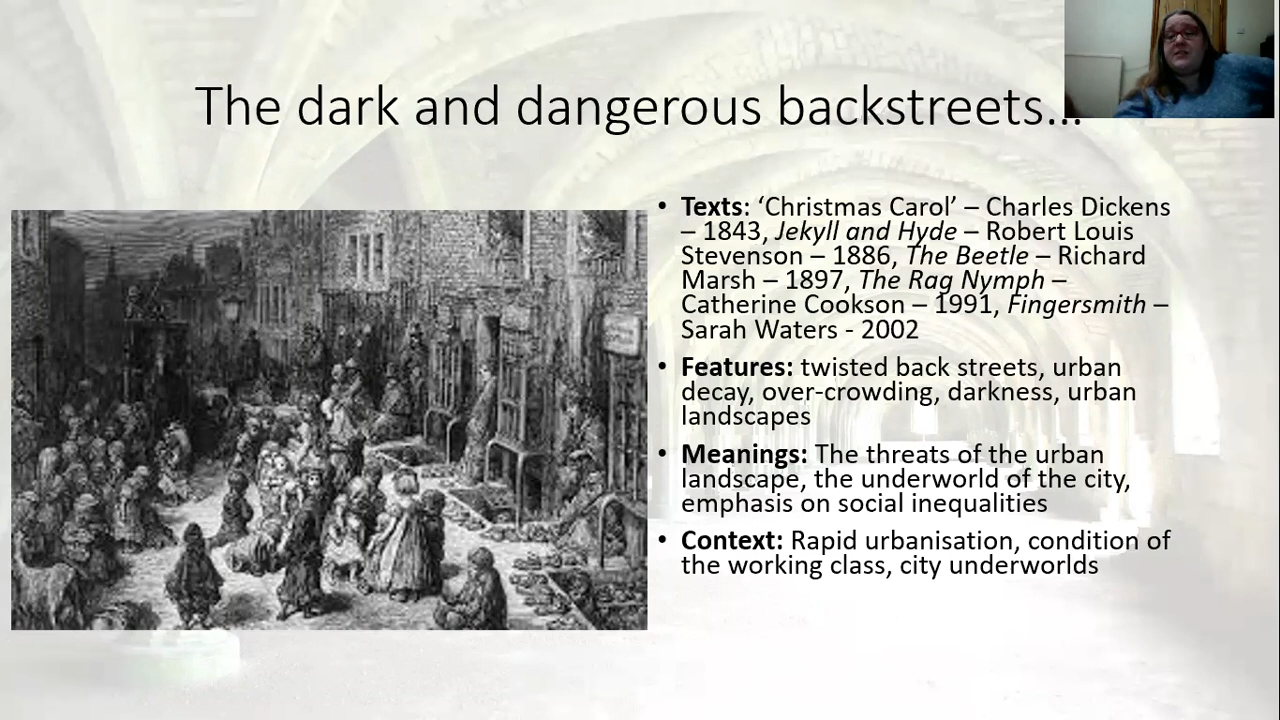 The dark and dangerous backstreets...
• Texts: ‘Christmas Carol’ – Charles Dickens
– 1843, Jekyll and Hyde – Robert Louis
Stevenson – 1886, The Beetle – Richard
Marsh – 1897, The Rag Nymph –
Catherine Cookson – 1991, Fingersmith –
Sarah Waters - 2002
• Features: twisted back streets, urban
decay, over-crowding, darkness, urban
landscapes
• Meanings: The threats of the urban
landscape, the underworld of the city,
emphasis on social inequalities
• Context: Rapid urbanisation, condition of
the working class, city underworlds